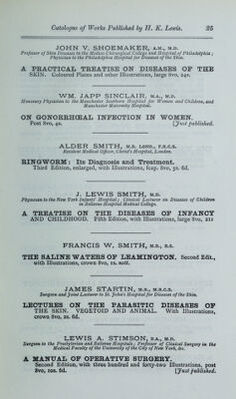 Catalogue of Works Published by H. K. Lewis. 25
JOHN V. SHOEMAKER, A.M., M.D.
Professor of Skin Diseases in the Medico-Chirurgical College and Hospital of Philadelphia;
Physician to the Philadelphia Hospital for Diseases of the Skin.
A PRACTICAL TREATISE ON DISEASES OF THE
SKIN. Coloured Plates and other Illustrations, large 8vo, 24s.
WM. JAPP SINCLAIR, M.A., M.D.
Honorary Physician to the Manchester Southern Hospital for Women and Children, and
Manchester Maternity Hospital.
ON GONORRHŒAL INFECTION IN WOMEN.
Post 8vo, 4s. [Just published.
ALDER SMITH, M.B. LOND., F.R.C.S.
Resident Medical Officer, Christ's Hospital, London.
RINGWORM: Its Diagnosis and Treatment.
Third Edition, enlarged, with Illustrations, fcap. 8vo, 5s. 6d.
J. LEWIS SMITH, M.D.
Physician to the New York Infants' Hospital; Clinical Lecturer on Diseases of Children
in Bellevue Hospital Medical College.
A TREATISE ON THE DISEASES OF INFANCY
AND CHILDHOOD. Fifth Edition, with Illustrations, large 8vo, 21s
FRANCIS W. SMITH, M.B., B.S.
THE SALINE WATERS OF LEAMINGTON. Second Edit.,
with Illustrations, crown 8vo, 1s. nett.
JAMES STARTIN, M.B., M.R.C.S.
Surgeon and Joint Lecturer to St. John's Hospital for Diseases of the Skin.
LECTURES ON THE PARASITIC DISEASES OF
THE SKIN. VEGETOID AND ANIMAL. With Illustrations,
crown 8vo, 2s. 6d.
LEWIS A. STIMSON, B.A., M.D.
Surgeon to the Presbyterian and Bellevue Hospitals; Professor of Clinical Surgery in the
Medical Faculty of the University of the City of New York, &c.
A MANUAL OF OPERATIVE SURGERY.
Second Edition, with three hundred and forty-two Illustrations, post
8vo, 10s. 6d. [Just published.